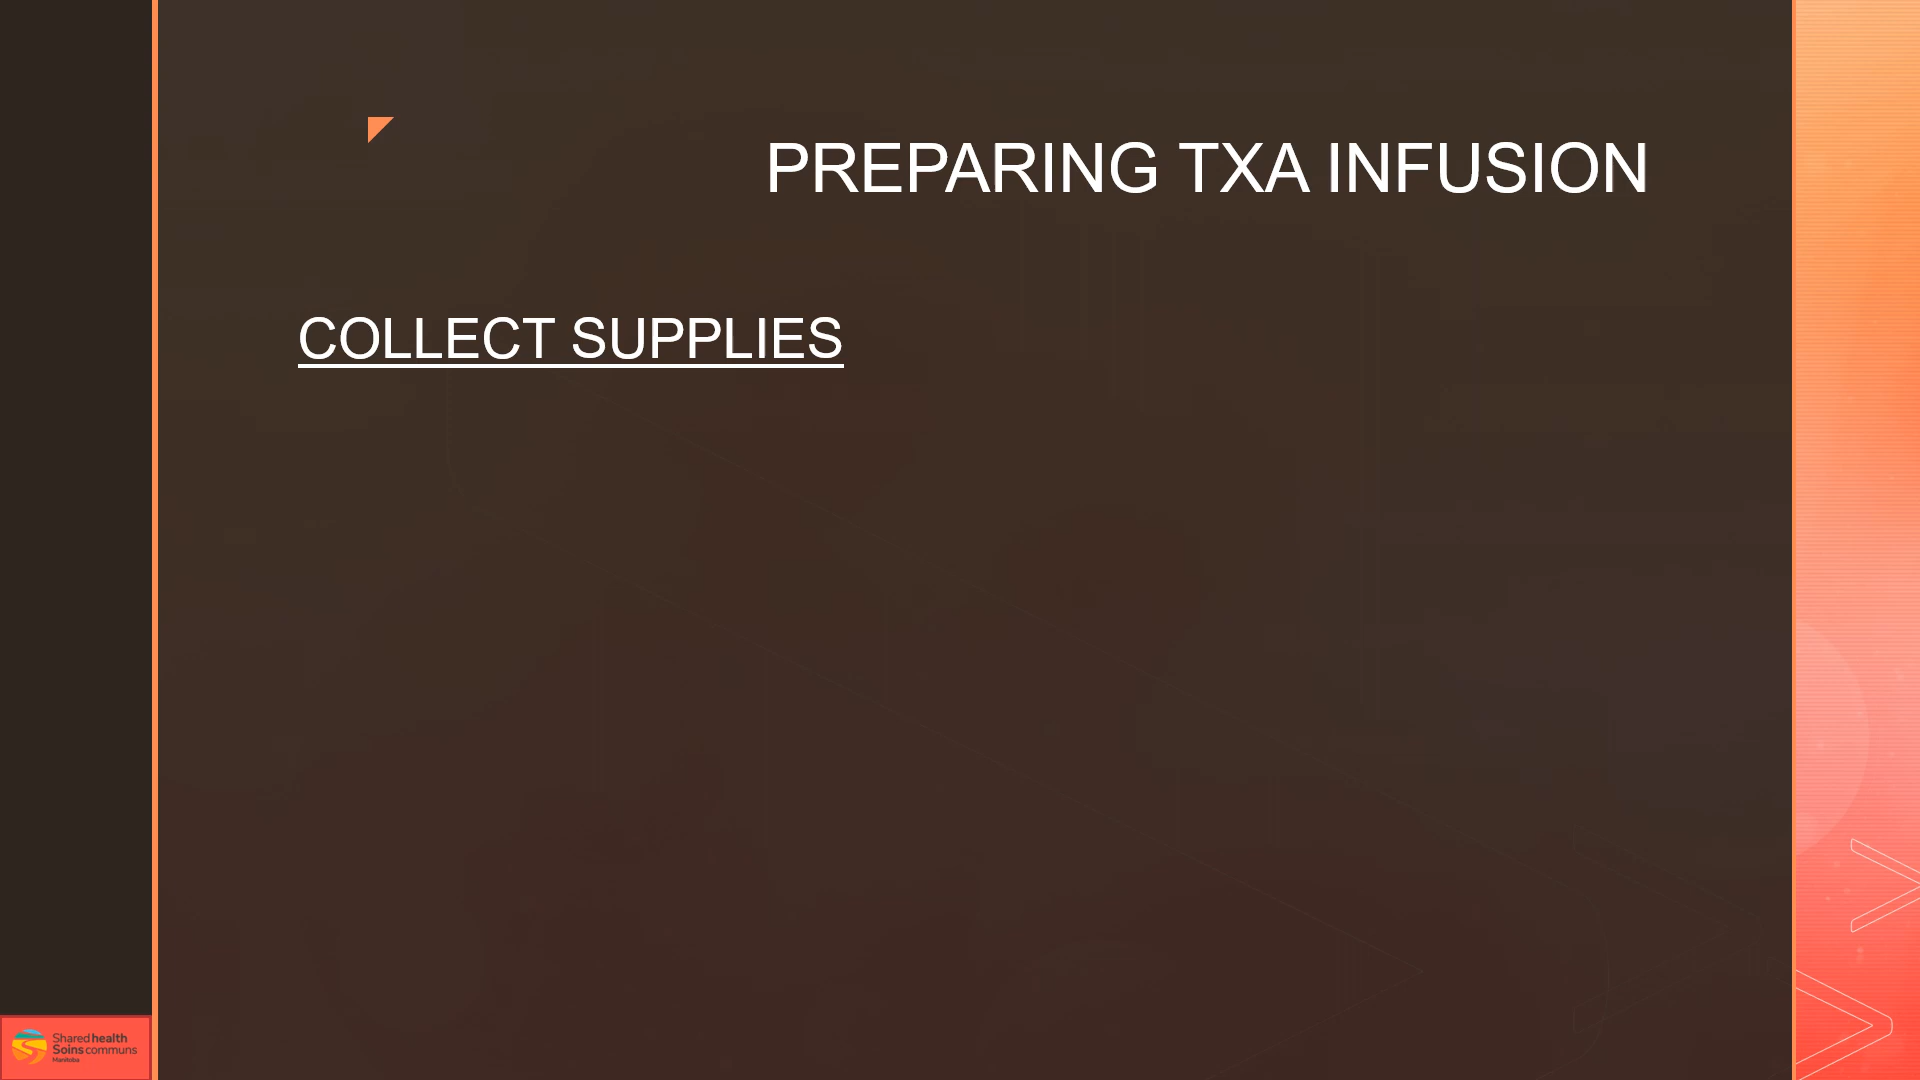 PREPARING TXA INFUSION
COLLECT SUPPLIES
Shared health
Soins communs
Manitoba